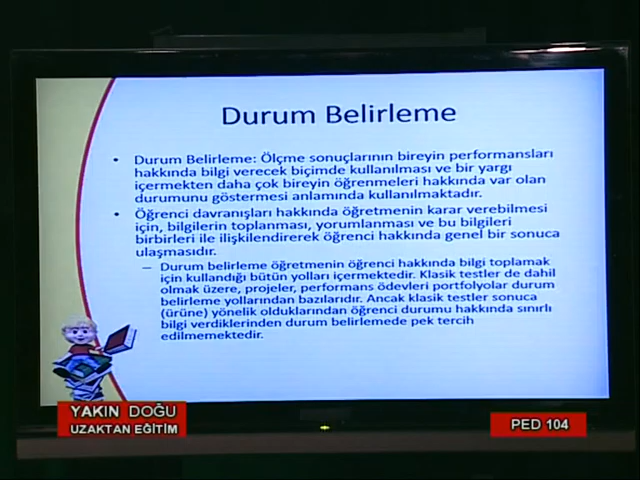 Durum Belirleme
• Durum Belirleme: Ölçme sonuçlarının bireyin performansları
hakkında bilgi verecek biçimde kullanılması ve bir yargı
içermekten daha çok bireyin öğrenmeleri hakkında var olan
durumunu göstermesi anlamında kullanılmaktadır.
• Öğrenci davranışları hakkında öğretmenin karar verebilmesi
için, bilgilerin toplanması, yorumlanması ve bu bilgileri
birbirleri ile ilişkilendirerek öğrenci hakkında genel bir sonuca
ulaşmasıdır.
– Durum belirleme öğretmenin öğrenci hakkında bilgi toplamak
için kullandığı bütün yolları içermektedir. Klasik testler de dahil
olmak üzere, projeler, performans ödevleri portfolyolar durum
belirleme yollarından bazılarıdır. Ancak klasik testler sonuca
(ürüne) yönelik olduklarından öğrenci durumu hakkında sınırlı
bilgi verdiklerinden durum belirlemede pek tercih
edilmemektedir.
YAKIN DOĞU
UZAKTAN EĞİTİM
PED 104